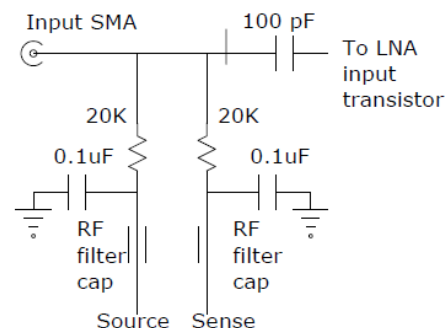 Input SMA
100 pF
To LNA
input
transistor
20K
20K
0.1uF
0.1uF
RF
filter
cap
RF
filter
cap
Source
Sense